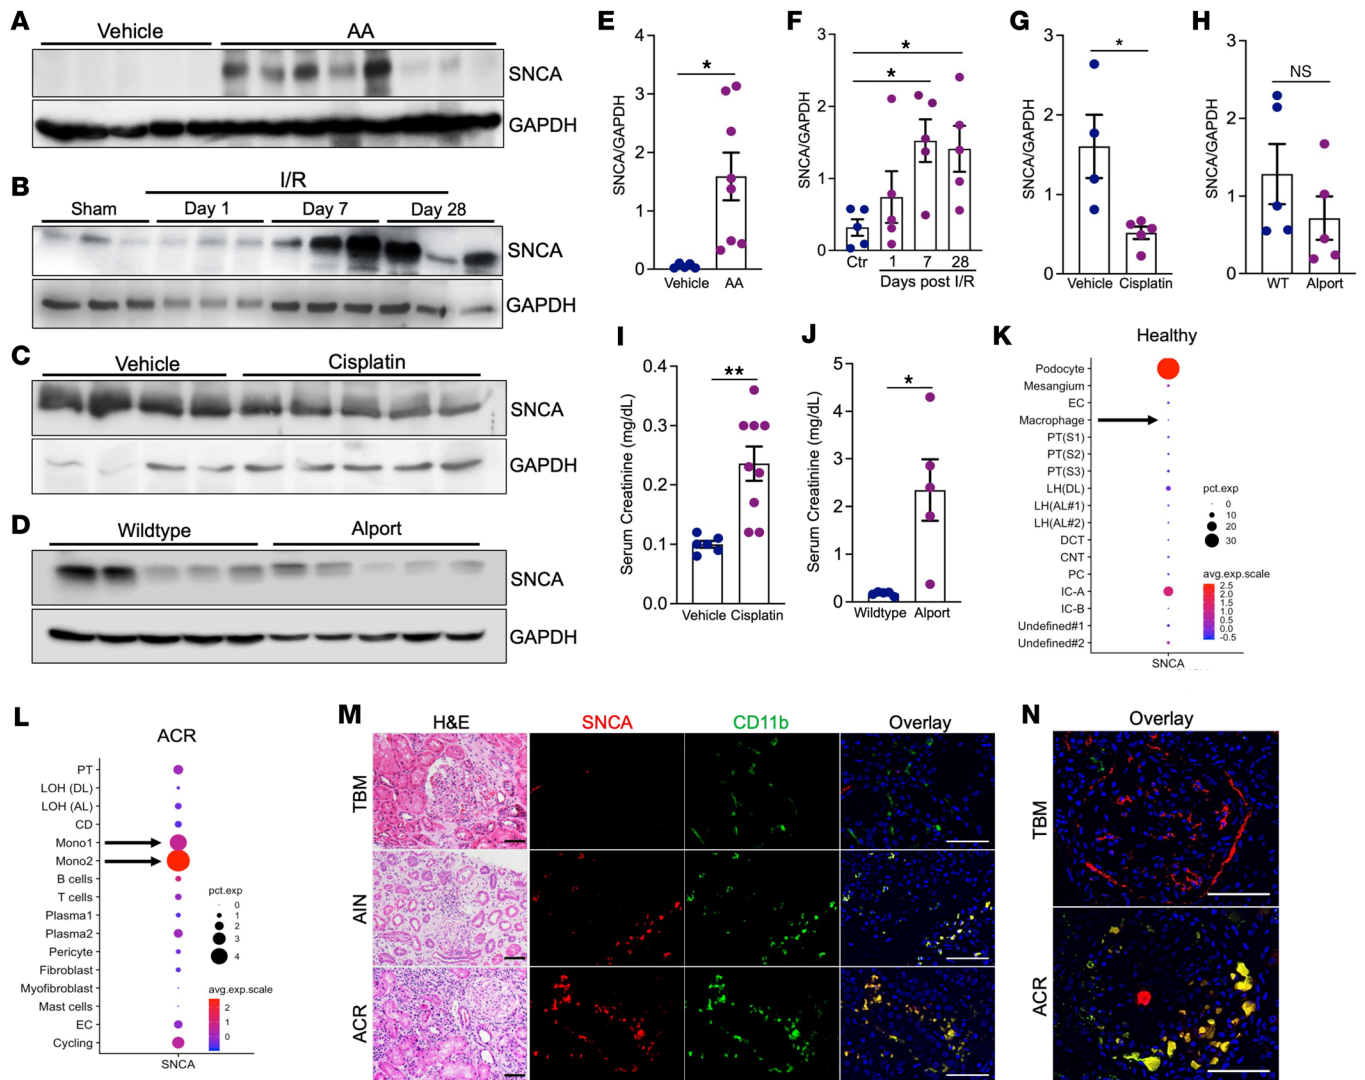 A
Vehicle
AA
SNCA
GAPDH
B
I/R
Sham
Day 1
Day 7
Day 28
SNCA
GAPDH
C
Vehicle
Cisplatin
SNCA
GAPDH
D
Wildtype
Alport
SNCA
GAPDH
E
SNCA/GAPDH
4
3
2
1
0
*
Vehicle
AA
F
SNCA/GAPDH
3
2
1
0
*
*
Ctr
1
7
28
Days post I/R
G
SNCA/GAPDH
3
2
1
0
*
Vehicle
Cisplatin
H
SNCA/GAPDH
3
2
1
0
NS
WT
Alport
I
Serum Creatinine (mg/dL)
0.4
0.3
0.2
0.1
0.0
**
Vehicle
Cisplatin
J
Serum Creatinine (mg/dL)
5
4
3
2
1
0
*
Wildtype
Alport
K
Healthy
Podocyte
Mesangium
EC
Macrophage
PT(S1)
PT(S2)
PT(S3)
LH(DL)
LH(AL#1)
LH(AL#2)
DCT
CNT
PC
IC-A
IC-B
Undefined#1
Undefined#2
SNCA
pct.exp
0
10
20
30
avg.exp.scale
2.5
2.0
1.5
1.0
0.5
0.0
-0.5
L
ACR
PT
LOH (DL)
LOH (AL)
CD
Mono1
Mono2
B cells
T cells
Plasma1
Plasma2
Pericyte
Fibroblast
Myofibroblast
Mast cells
EC
Cycling
SNCA
pct.exp
0
1
2
3
4
avg.exp.scale
2
1
0
M
H&E
SNCA
CD11b
Overlay
TBM
AIN
ACR
N
Overlay
TBM
ACR